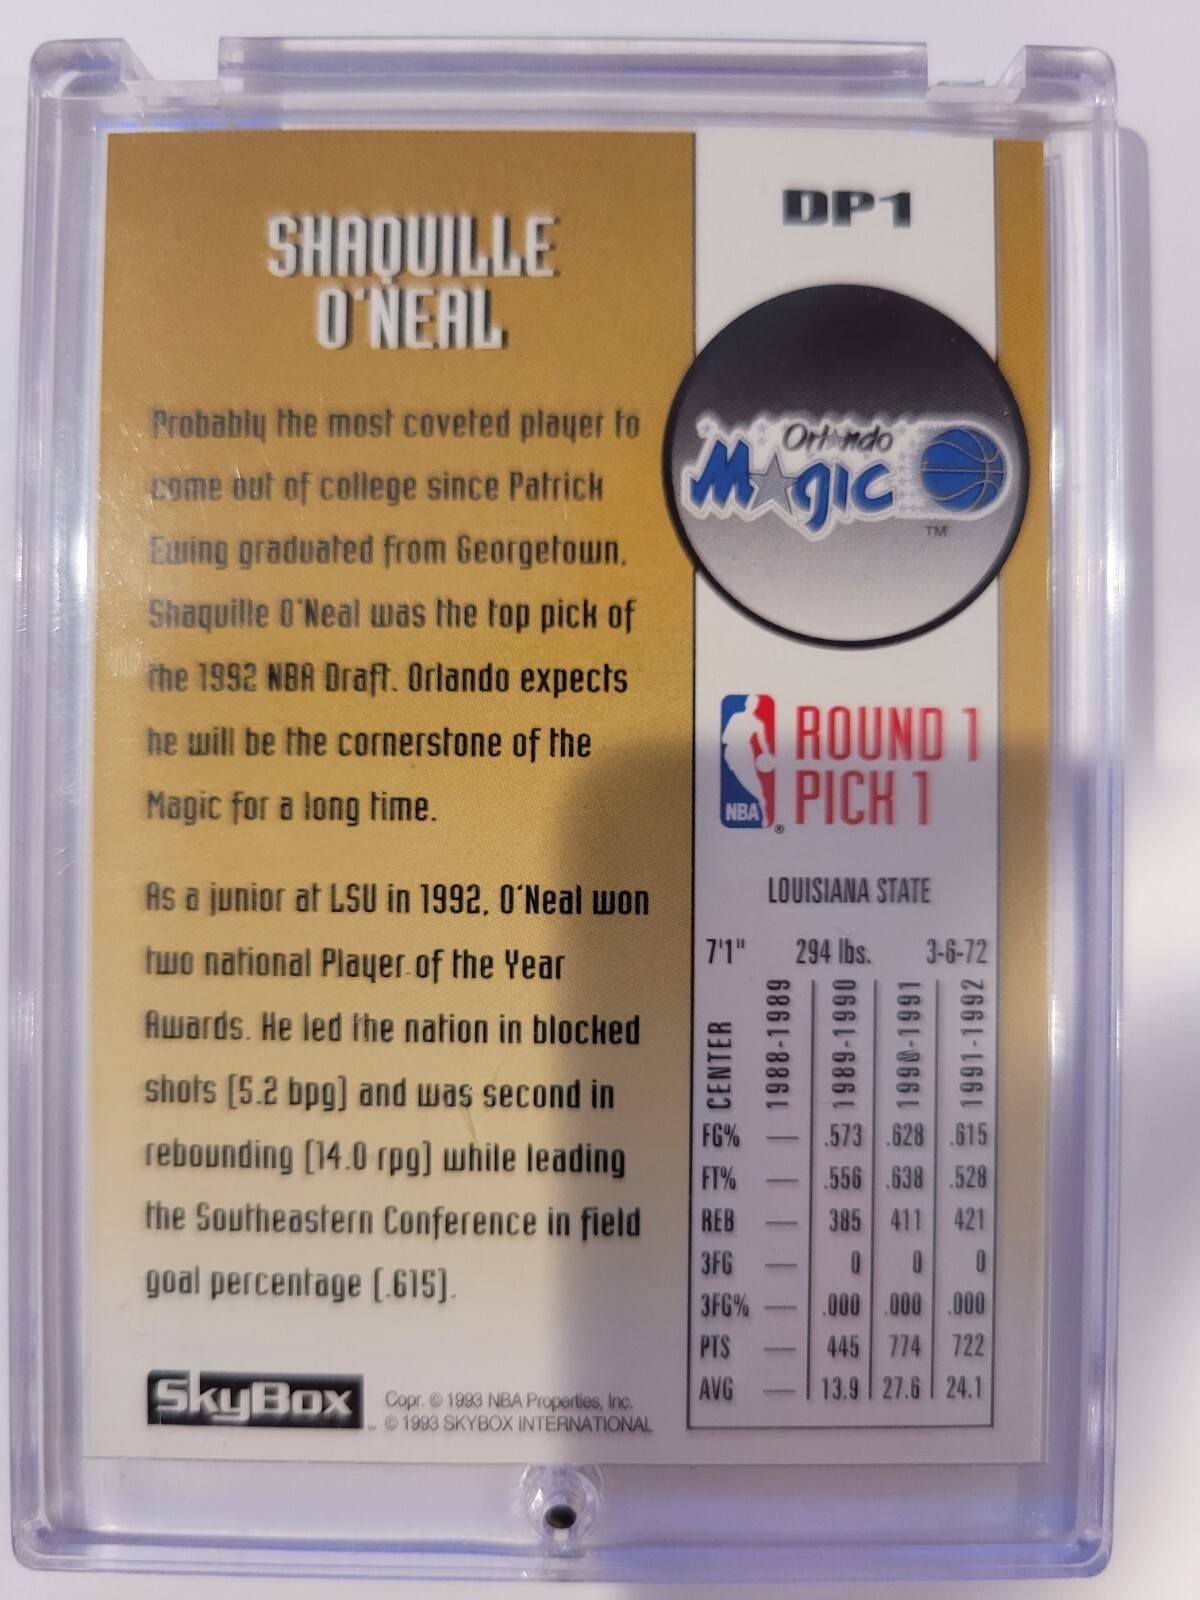 SHAQUILLE
O'NEAL
Probably the most coveted player to
come out of college since Patrick
Ewing graduated from Georgetown,
Shaquille O'Neal was the top pick of
the 1992 NBA Draft. Orlando expects
he will be the cornerstone of the
Magic for a long time.
As a junior at LSU in 1992, O'Neal won
two national Player of the Year
Awards. He led the nation in blocked
shots (5.2 bpg) and was second in
rebounding (14.0 rpg) while leading
the Southeastern Conference in field
goal percentage (.615).
SkyBox
™ Copr. © 1993 NBA Properties, Inc.
© 1993 SKYBOX INTERNATIONAL
DP1
Orlando
Magic
TM
NBA ®
ROUND 1
PICK 1
LOUISIANA STATE
7'1" 294 lbs. 3-6-72
CENTER 1988-1989 1989-1990 1990-1991 1991-1992
FG% — .573 .628 .615
FT% — .556 .638 .528
REB — 385 411 421
3FG — 0 0 0
3FG% — .000 .000 .000
PTS — 445 774 722
AVG — 13.9 27.6 24.1